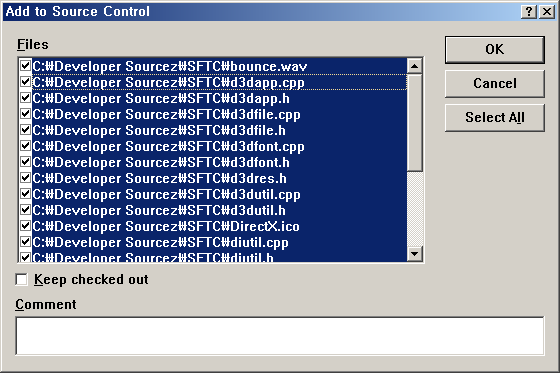 Add to Source Control
Files
C:₩Developer Sourcez₩SFTC₩bounce.wav
C:₩Developer Sourcez₩SFTC₩d3dapp.cpp
C:₩Developer Sourcez₩SFTC₩d3dapp.h
C:₩Developer Sourcez₩SFTC₩d3dfile.cpp
C:₩Developer Sourcez₩SFTC₩d3dfile.h
C:₩Developer Sourcez₩SFTC₩d3dfont.cpp
C:₩Developer Sourcez₩SFTC₩d3dfont.h
C:₩Developer Sourcez₩SFTC₩d3dres.h
C:₩Developer Sourcez₩SFTC₩d3dutil.cpp
C:₩Developer Sourcez₩SFTC₩d3dutil.h
C:₩Developer Sourcez₩SFTC₩DirectX.ico
C:₩Developer Sourcez₩SFTC₩diutil.cpp
C:₩Developer Sourcez₩SFTC₩diutil.h
OK
Cancel
Select All
Keep checked out
Comment